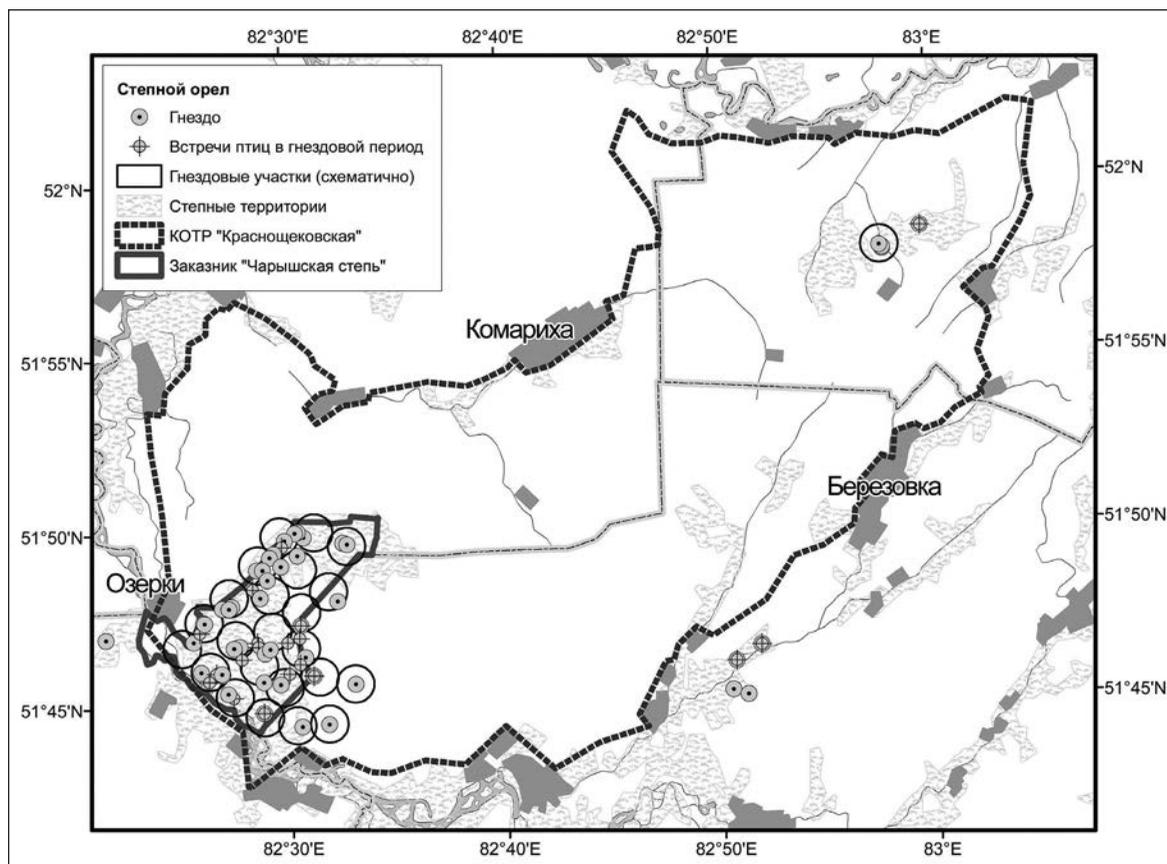 82°30'E 82°40'E 82°50'E 83°E
Степной орел
Гнездо
Встречи птиц в гнездовой период
Гнездовые участки (схематично)
Степные территории
КОТР "Краснощековская"
Заказник "Чарышская степь"
52°N 52°N
Комариха
51°55'N 51°55'N
Березовка
51°50'N 51°50'N
Озерки
51°45'N 51°45'N
82°30'E 82°40'E 82°50'E 83°E